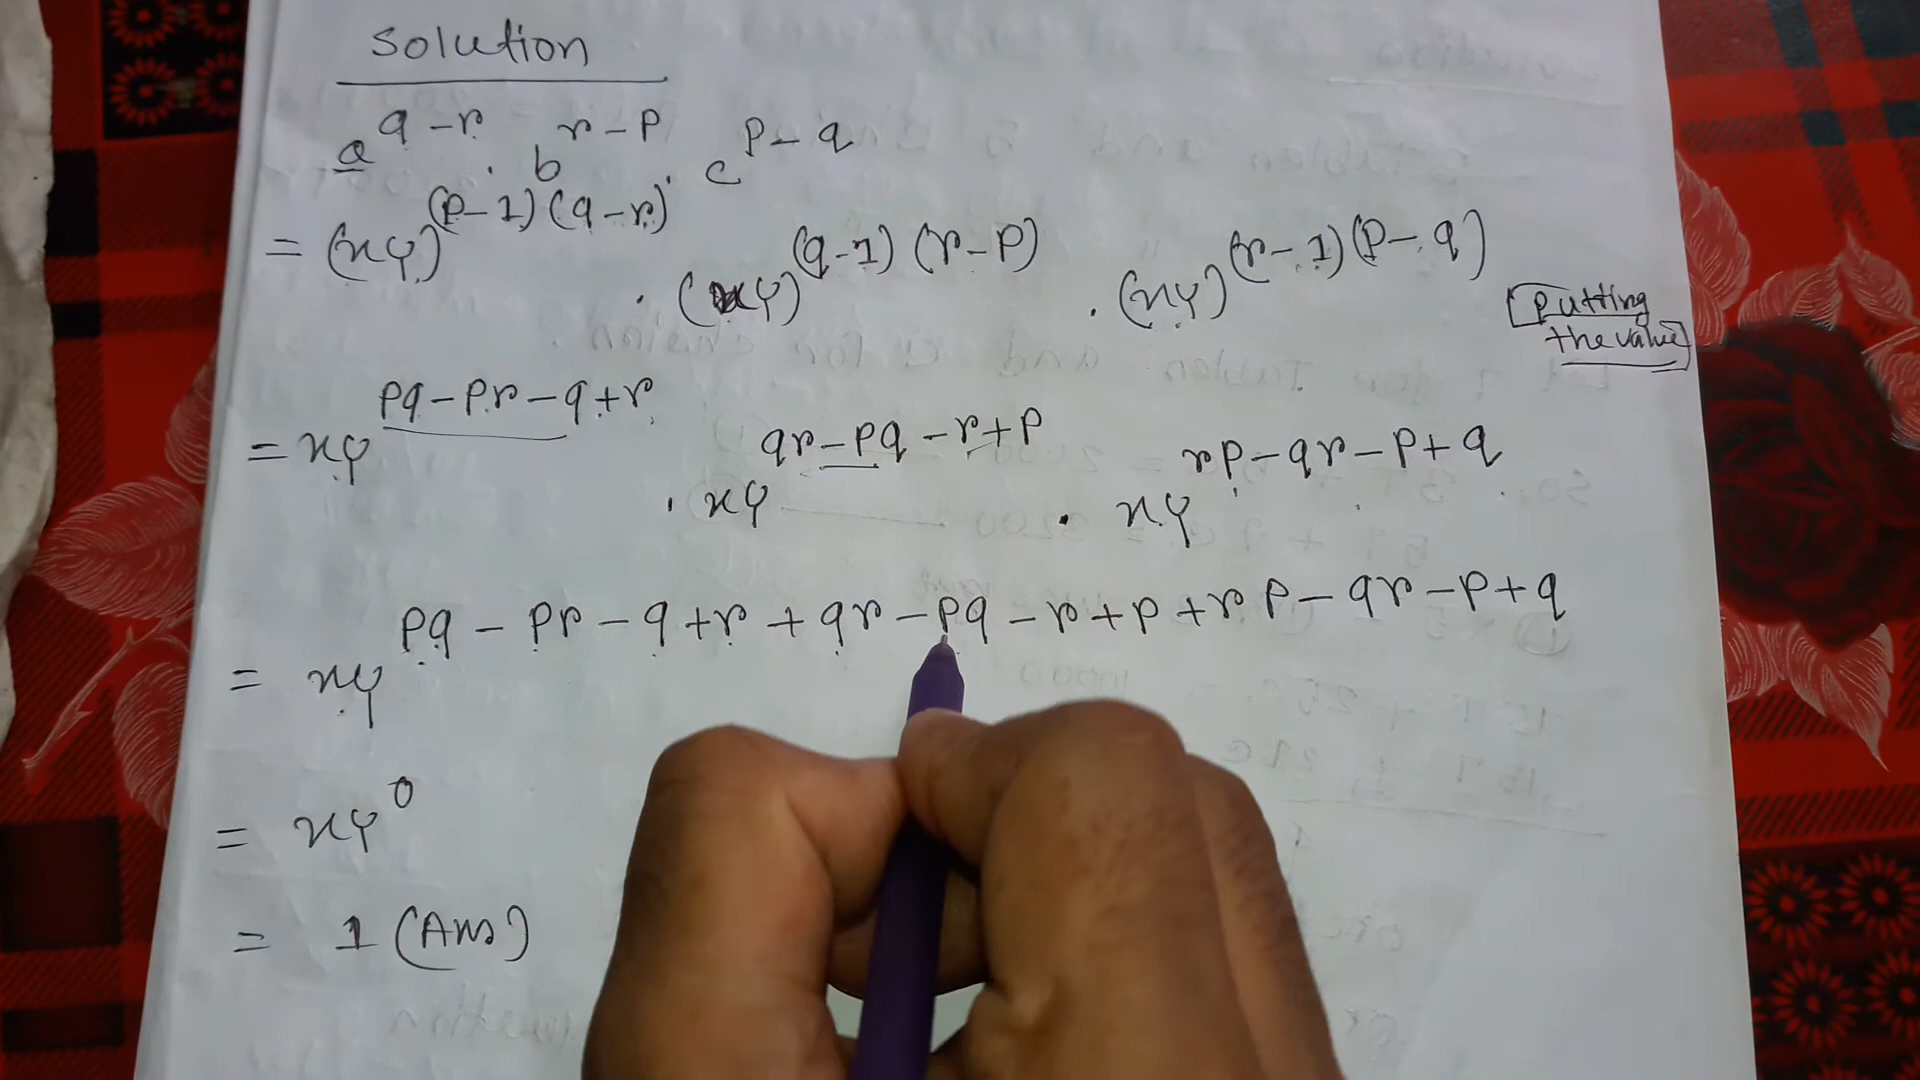 Solution
a^(q-r) . b^(r-p) . c^(p-q)
= (xy)^(p-1)(q-r) . (xy)^(q-1)(r-p) . (xy)^(r-1)(p-q)
[Putting
the value]
= xy^(pq-pr-q+r) . xy^(qr-pq-r+p) . xy^(rp-qr-p+q)
= xy^(pq-pr-q+r+qr-pq-r+p+rp-qr-p+q)
= xy^0
= 1 (Ans)